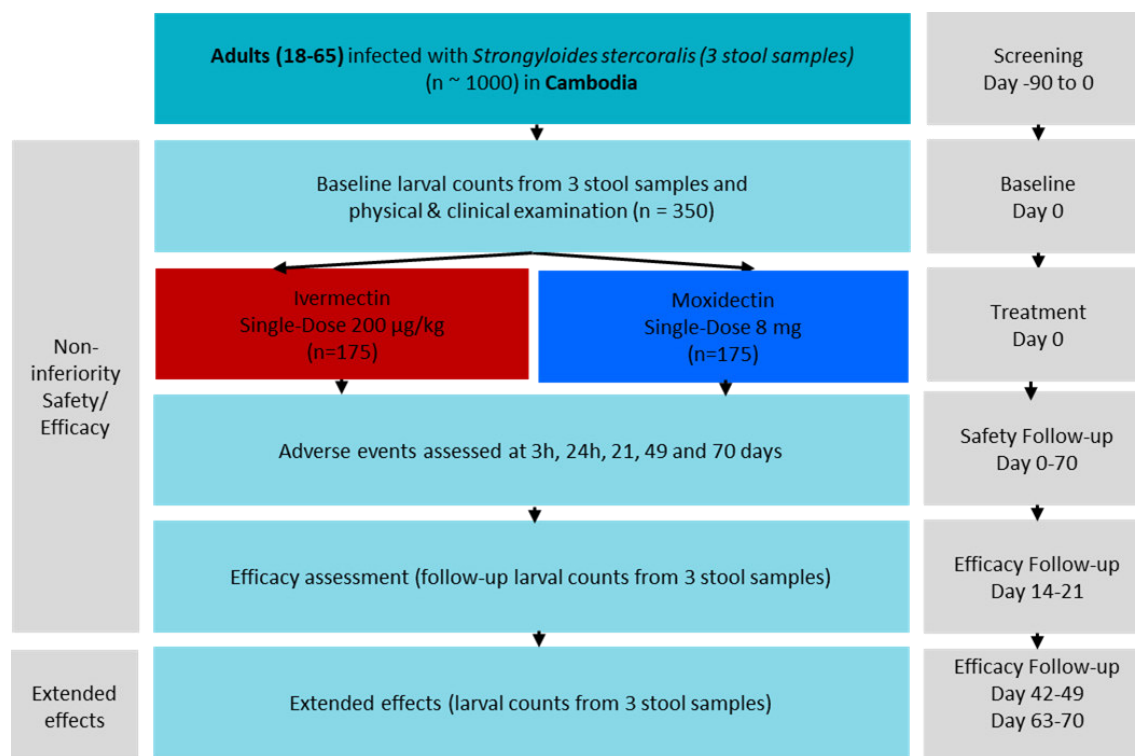 Adults (18-65) infected with Strongyloides stercoralis (3 stool samples)
(n ~ 1000) in Cambodia
Screening
Day -90 to 0
Non-
inferiority
Safety/
Efficacy
Baseline larval counts from 3 stool samples and
physical & clinical examination (n = 350)
Baseline
Day 0
Ivermectin
Single-Dose 200 µg/kg
(n=175)
Moxidectin
Single-Dose 8 mg
(n=175)
Treatment
Day 0
Adverse events assessed at 3h, 24h, 21, 49 and 70 days
Safety Follow-up
Day 0-70
Efficacy assessment (follow-up larval counts from 3 stool samples)
Efficacy Follow-up
Day 14-21
Extended
effects
Extended effects (larval counts from 3 stool samples)
Efficacy Follow-up
Day 42-49
Day 63-70